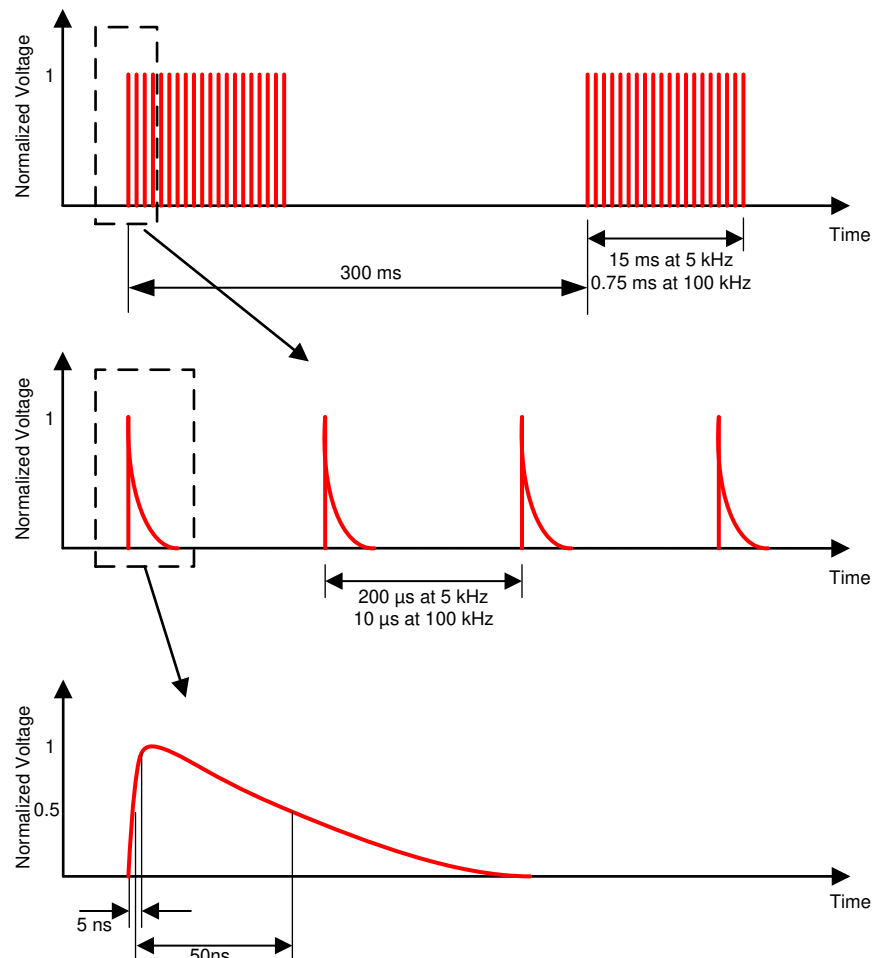 Normalized Voltage
1
Time
15 ms at 5 kHz
0.75 ms at 100 kHz
300 ms
Normalized Voltage
1
Time
200 µs at 5 kHz
10 µs at 100 kHz
Normalized Voltage
1
0.5
Time
5 ns
50ns